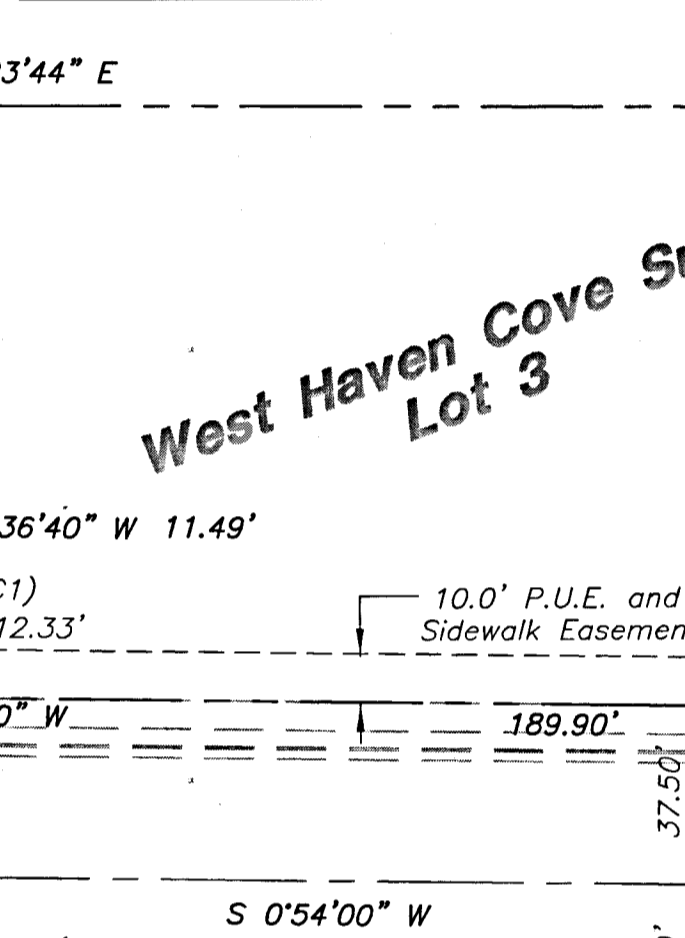 3'44" E
West Haven Cove
Lot 3
36'40" W 11.49'
C1)
12.33'
10.0' P.U.E. and
Sidewalk Easemen
0" W
189.90'
37.50'
S 0°54'00" W